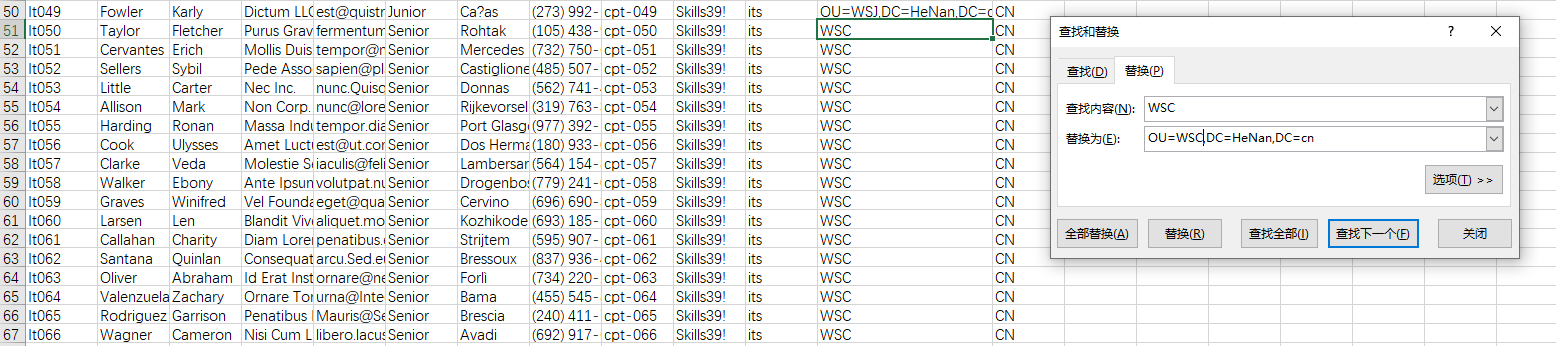 50 It049 Fowler Karly Dictum LLC est@quistr Junior Ca?as (273) 992- cpt-049 Skills39! its OU=WSJ,DC=HeNan,DC=c CN
51 It050 Taylor Fletcher Purus Grav fermentum Senior Rohtak (105) 438- cpt-050 Skills39! its WSC CN
52 It051 Cervantes Erich Mollis Duis tempor@n Senior Mercedes (732) 750- cpt-051 Skills39! its WSC CN
53 It052 Sellers Sybil Pede Asso sapien@pl Senior Castiglione (485) 507- cpt-052 Skills39! its WSC CN
54 It053 Little Carter Nec Inc. nunc.Quisq Senior Donnas (562) 741- cpt-053 Skills39! its WSC CN
55 It054 Allison Mark Non Corp. nunc@lore Senior Rijkevorsel (319) 763- cpt-054 Skills39! its WSC CN
56 It055 Harding Ronan Massa Indu tempor.dia Senior Port Glasg (977) 392- cpt-055 Skills39! its WSC CN
57 It056 Cook Ulysses Amet Luctu est@ut.con Senior Dos Herma (180) 933- cpt-056 Skills39! its WSC CN
58 It057 Clarke Veda Molestie So iaculis@feli Senior Lambersar (564) 154- cpt-057 Skills39! its WSC CN
59 It058 Walker Ebony Ante Ipsum volutpat.nu Senior Drogenbos (779) 241- cpt-058 Skills39! its WSC CN
60 It059 Graves Winifred Vel Founda eget@qua Senior Cervino (696) 690- cpt-059 Skills39! its WSC CN
61 It060 Larsen Len Blandit Vive aliquet.mo Senior Kozhikode (693) 185- cpt-060 Skills39! its WSC CN
62 It061 Callahan Charity Diam Lorem penatibus.e Senior Strijtem (595) 907- cpt-061 Skills39! its WSC CN
63 It062 Santana Quinlan Consequat arcu.Sed.eu Senior Bressoux (837) 936- cpt-062 Skills39! its WSC CN
64 It063 Oliver Abraham Id Erat Inst ornare@ne Senior Forlì (734) 220- cpt-063 Skills39! its WSC CN
65 It064 Valenzuela Zachary Ornare Tor urna@Inte Senior Bama (455) 545- cpt-064 Skills39! its WSC CN
66 It065 Rodriguez Garrison Penatibus I Mauris@Se Senior Brescia (240) 411- cpt-065 Skills39! its WSC CN
67 It066 Wagner Cameron Nisi Cum L libero.lacus Senior Avadi (692) 917- cpt-066 Skills39! its WSC CN
查找和替换 ? ×
查找(D) 替换(P)
查找内容(N): WSC
替换为(E): OU=WSC,DC=HeNan,DC=cn
选项(T) >>
全部替换(A) 替换(R) 查找全部(I) 查找下一个(F) 关闭